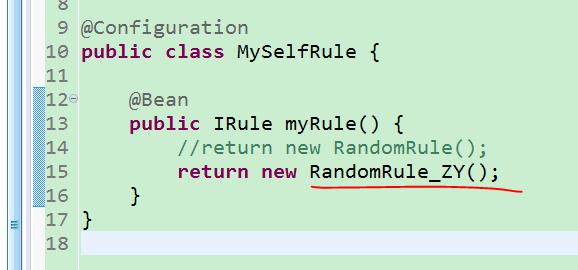 8
9 @Configuration
10 public class MySelfRule {
11
12 @Bean
13 public IRule myRule() {
14 //return new RandomRule();
15 return new RandomRule_ZY();
16 }
17 }
18